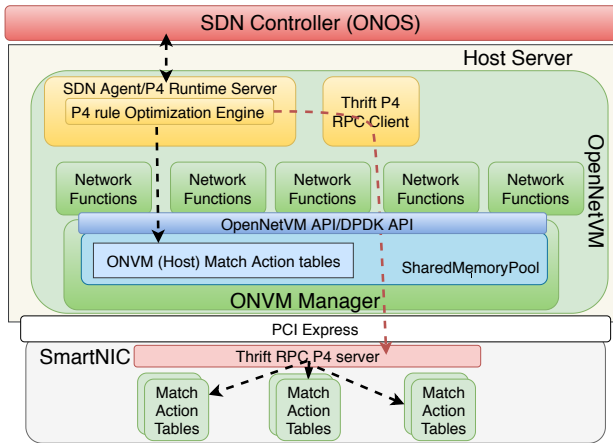 SDN Controller (ONOS)
Host Server
SDN Agent/P4 Runtime Server
P4 rule Optimization Engine
Thrift P4
RPC Client
OpenNetVM
Network
Functions
Network
Functions
Network
Functions
Network
Functions
Network
Functions
OpenNetVM API/DPDK API
ONVM (Host) Match Action tables
SharedMemoryPool
ONVM Manager
PCI Express
SmartNIC
Thrift RPC P4 server
Match
Action
Tables
Match
Action
Tables
Match
Action
Tables